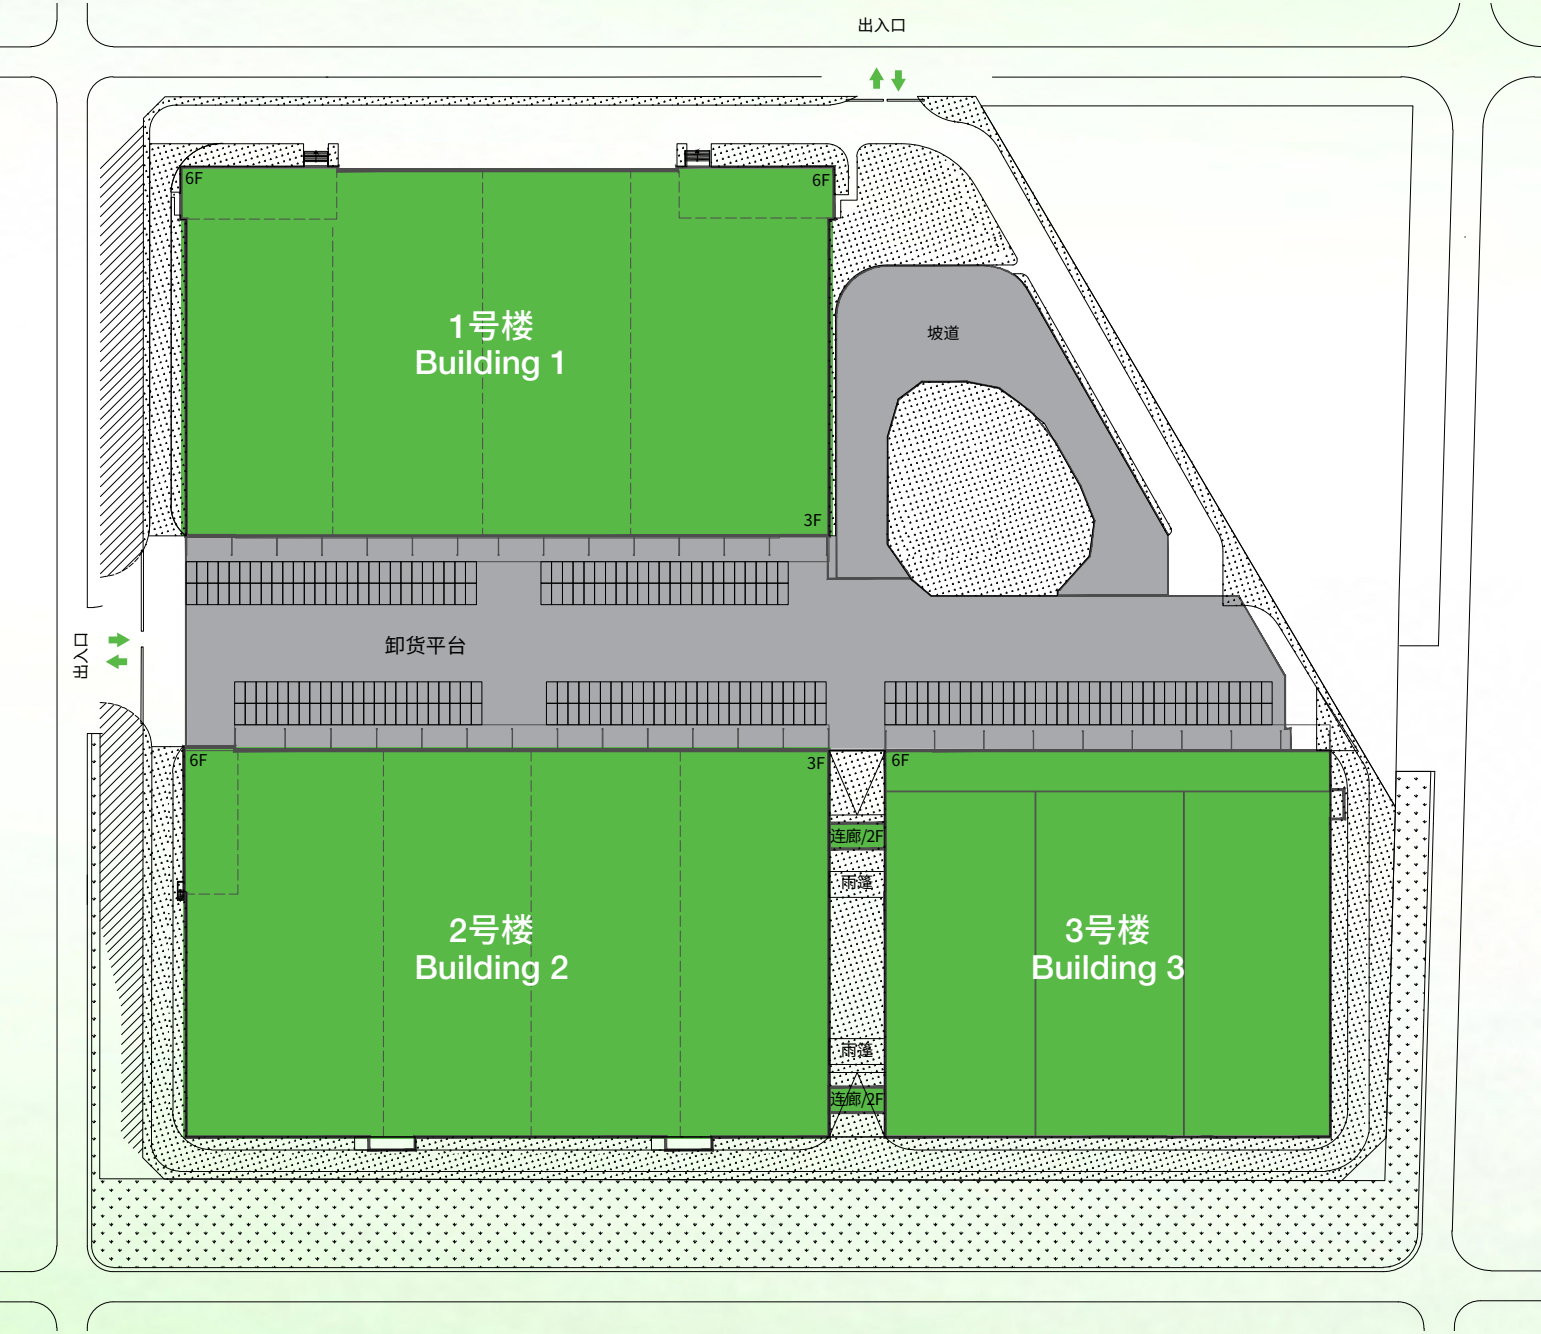 出入口
6F
6F
1号楼
Building 1
坡道
3F
出入口
卸货平台
6F
3F
6F
连廊/2F
雨篷
2号楼
Building 2
3号楼
Building 3
雨篷
连廊/2F